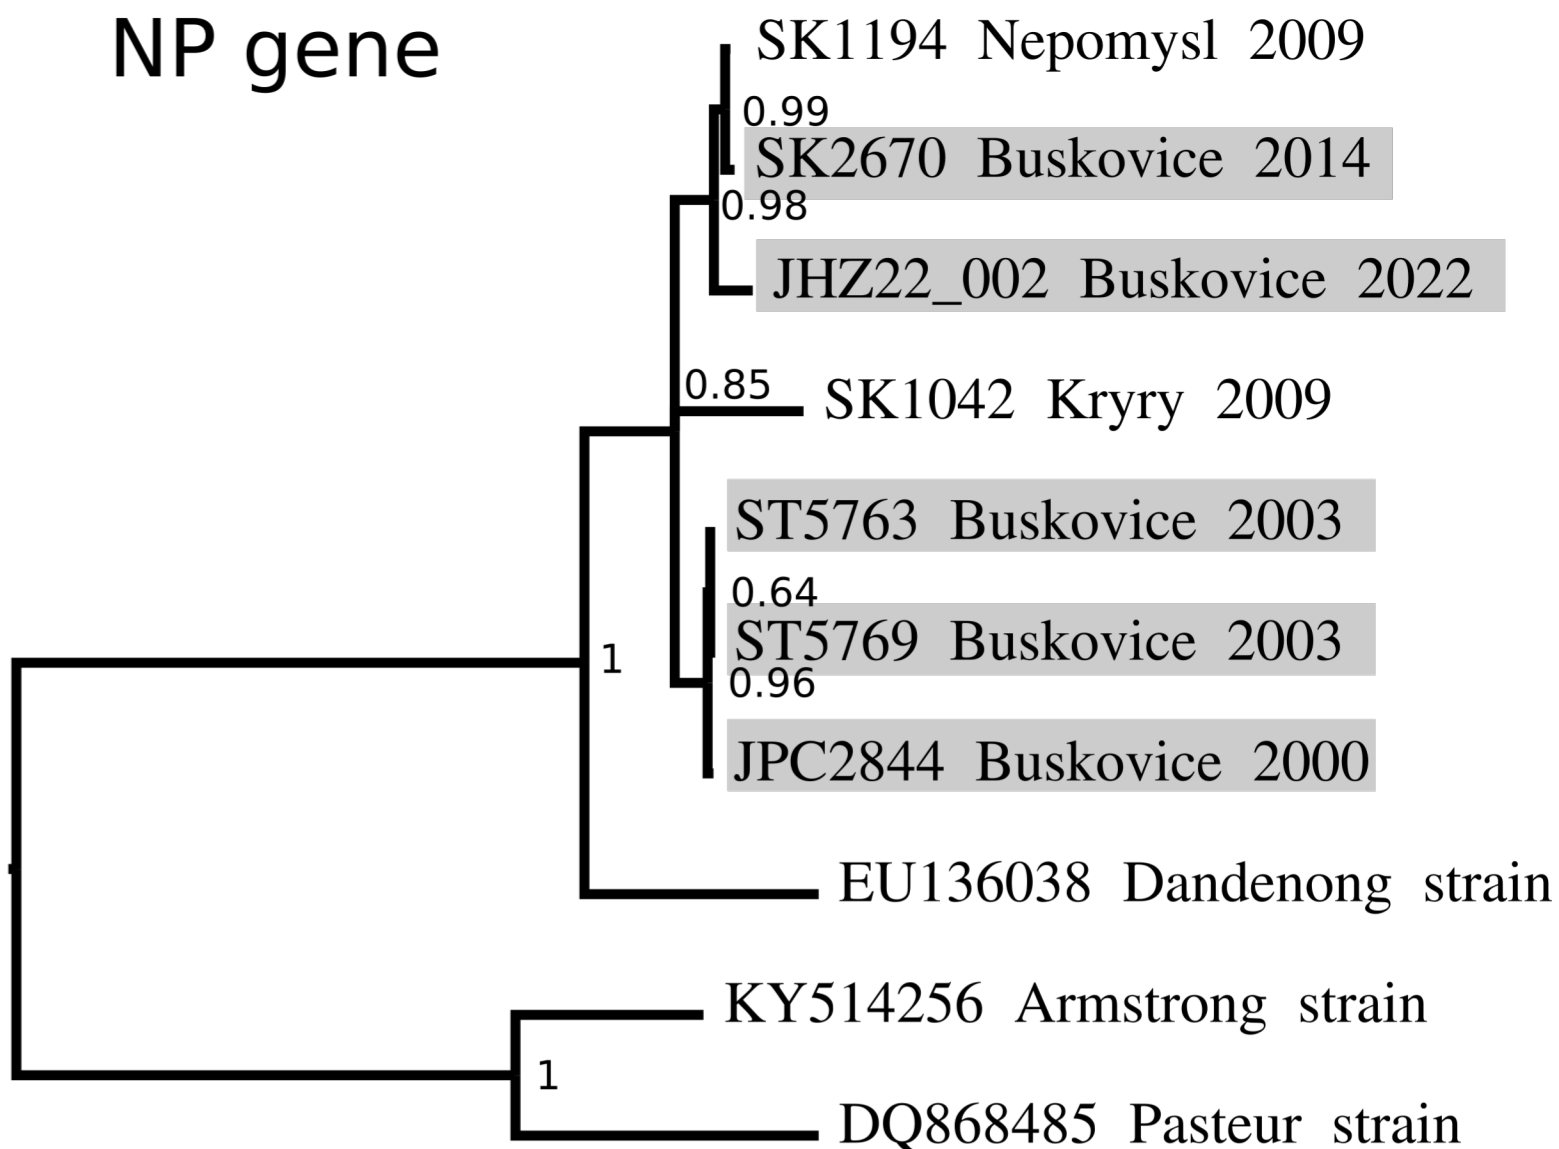 NP gene
SK1194 Nepomysl 2009
0.99
SK2670 Buskovice 2014
0.98
JHZ22_002 Buskovice 2022
0.85
SK1042 Kryry 2009
ST5763 Buskovice 2003
0.64
ST5769 Buskovice 2003
1
0.96
JPC2844 Buskovice 2000
EU136038 Dandenong strain
KY514256 Armstrong strain
1
DQ868485 Pasteur strain